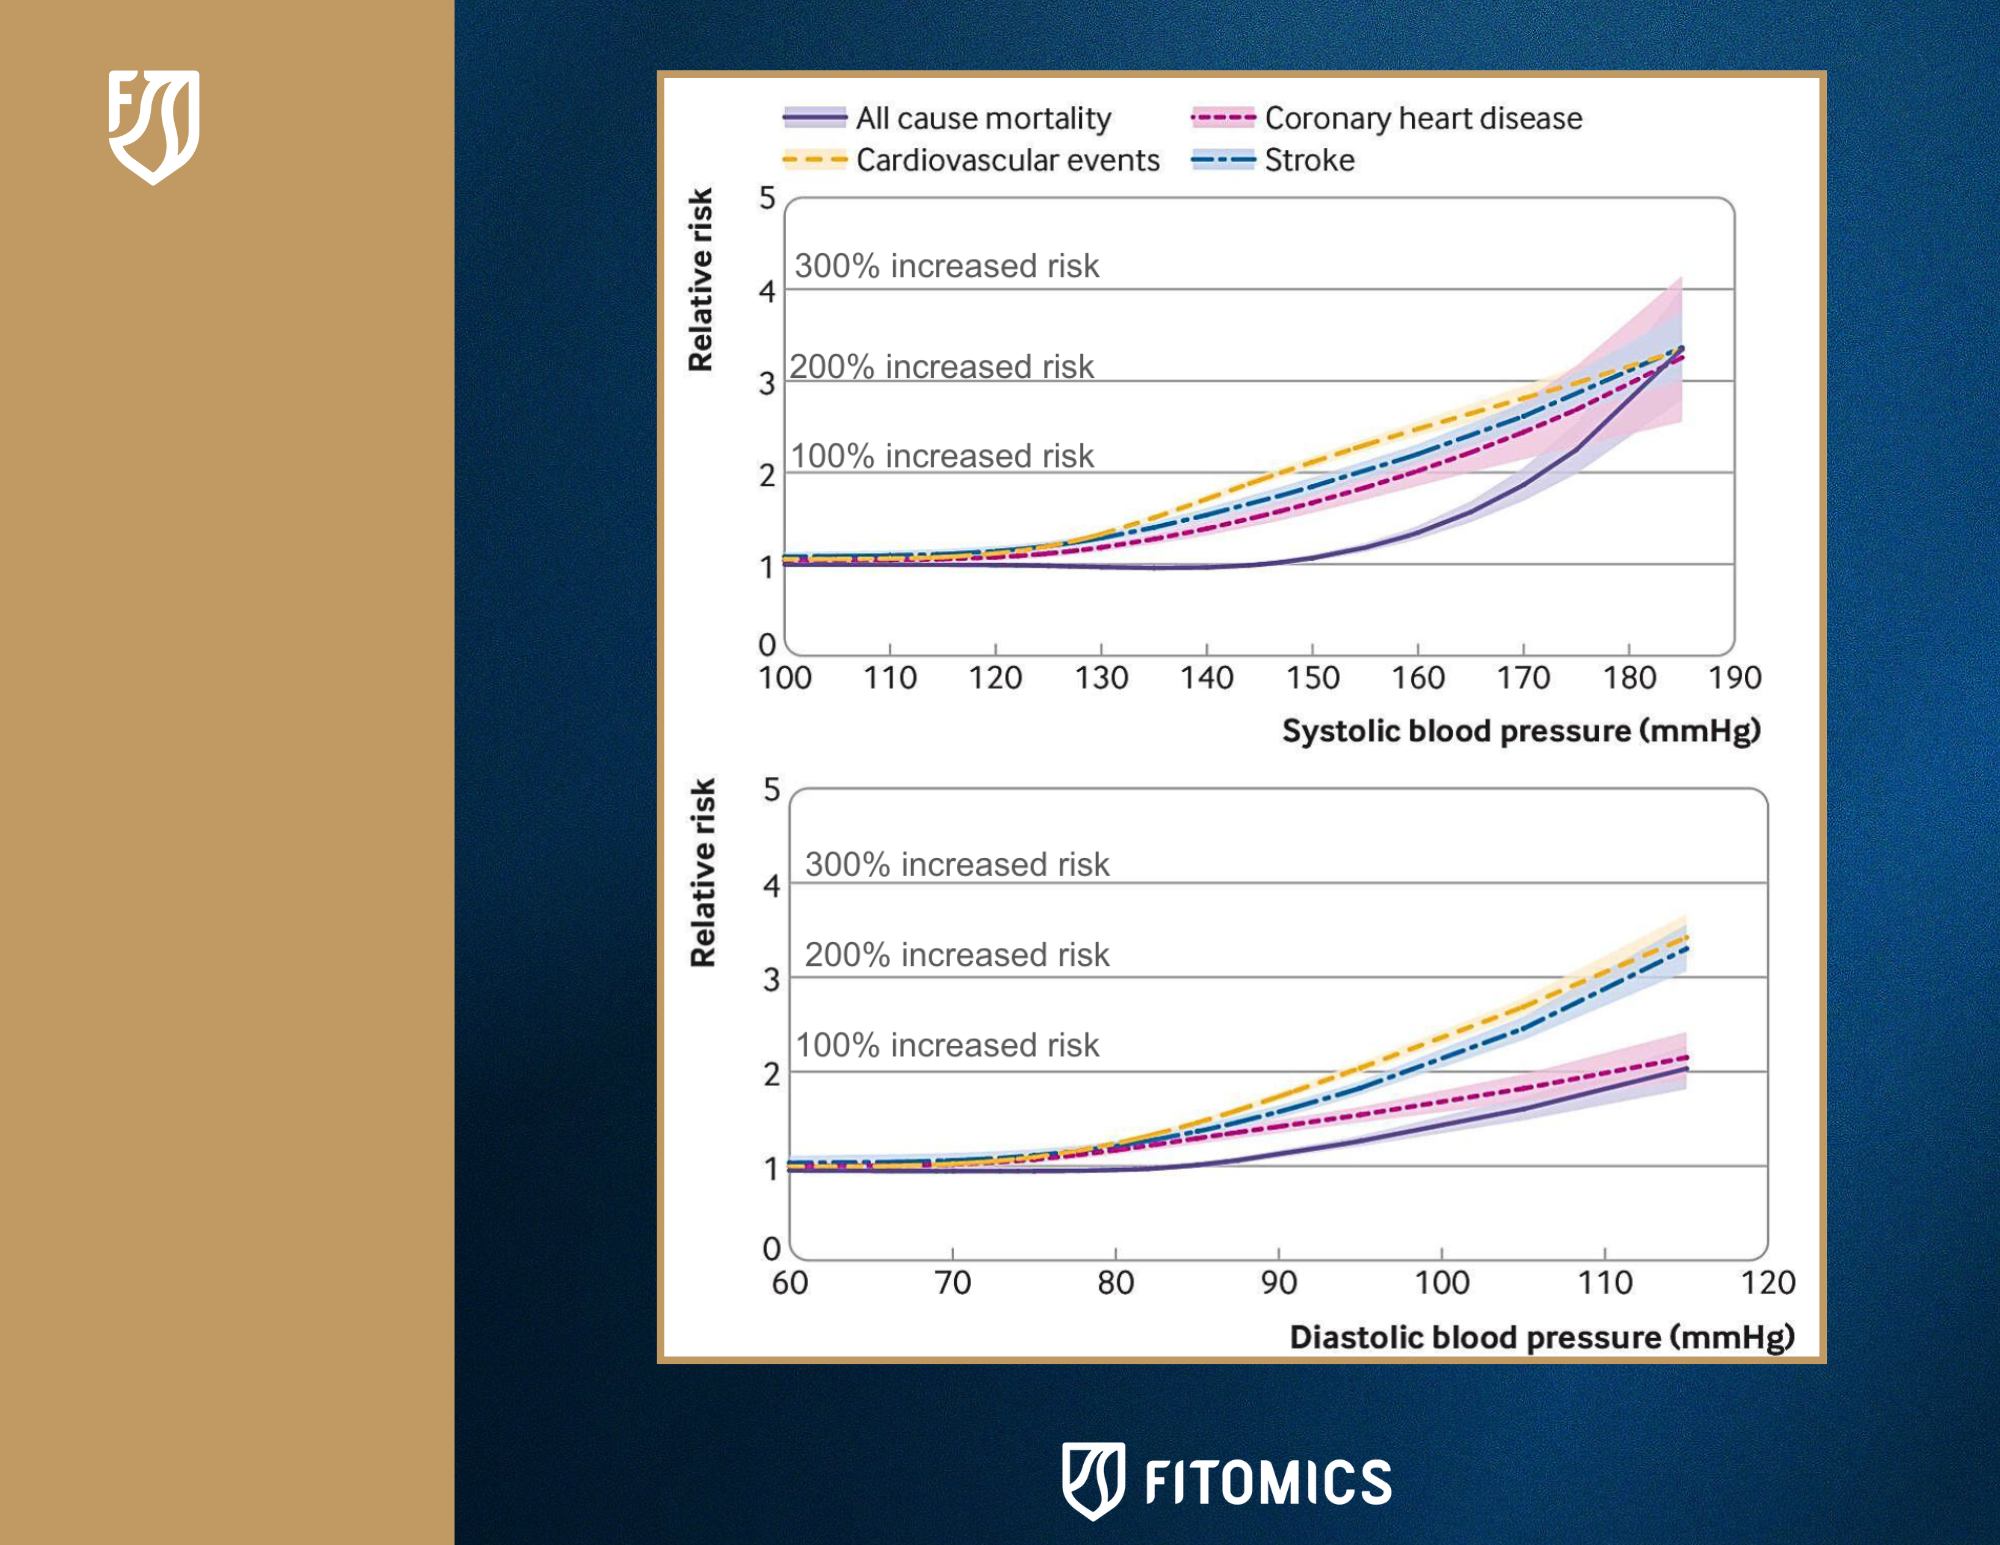 All cause mortality
Coronary heart disease
Cardiovascular events
Stroke
Relative risk
5
300% increased risk
4
200% increased risk
3
100% increased risk
2
1
0
100 110 120 130 140 150 160 170 180 190
Systolic blood pressure (mmHg)
Relative risk
5
300% increased risk
4
200% increased risk
3
100% increased risk
2
1
0
60 70 80 90 100 110 120
Diastolic blood pressure (mmHg)
FITOMICS